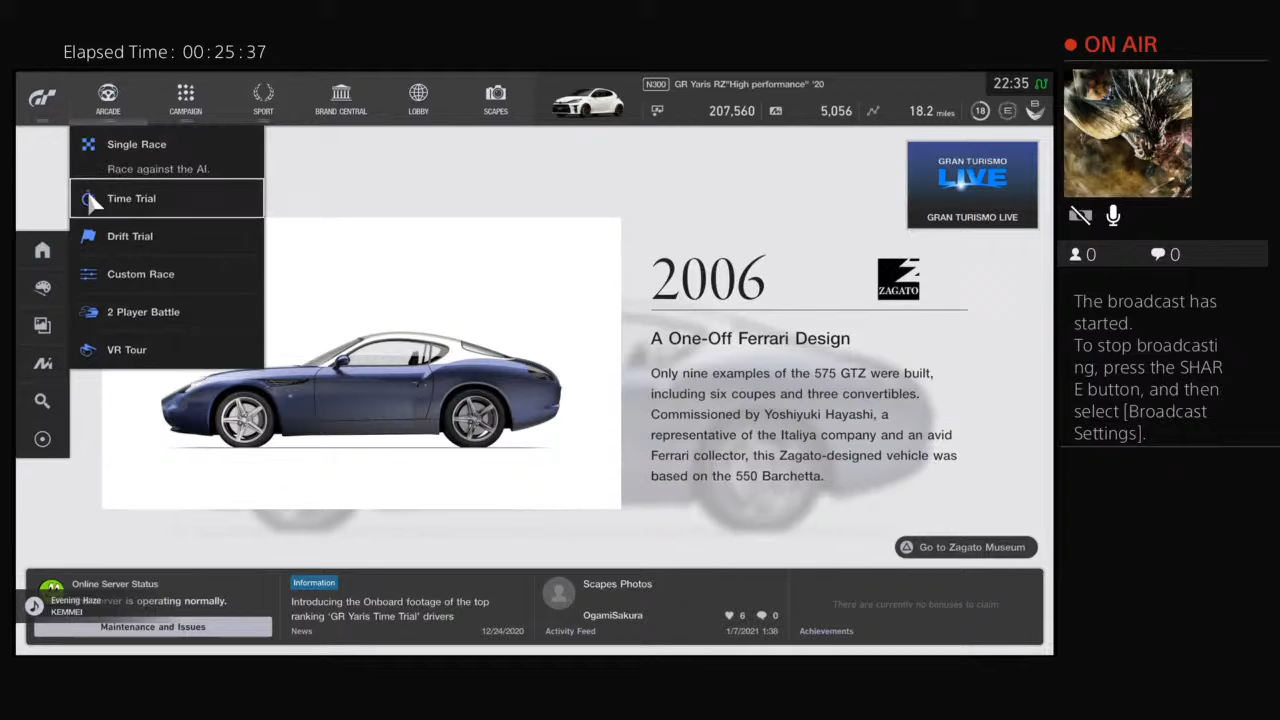 Elapsed Time: 00:25:37
ON AIR
ARCADE
CAMPAIGN
SPORT
BRAND CENTRAL
LOBBY
SCAPES
N300 GR Yaris RZ"High performance" '20
22:35
207,560
5,056
18.2 miles
18
E
B
Single Race
Race against the AI.
Time Trial
Drift Trial
Custom Race
2 Player Battle
VR Tour
GRAN TURISMO
LIVE
GRAN TURISMO LIVE
2006
ZAGATO
A One-Off Ferrari Design
Only nine examples of the 575 GTZ were built,
including six coupes and three convertibles.
Commissioned by Yoshiyuki Hayashi, a
representative of the Italiya company and an avid
Ferrari collector, this Zagato-designed vehicle was
based on the 550 Barchetta.
Go to Zagato Museum
0
0
The broadcast has
started.
To stop broadcasti
ng, press the SHAR
E button, and then
select [Broadcast
Settings].
Online Server Status
erver is operating normally.
Evening Haze
KEMMEI
Maintenance and Issues
Information
Introducing the Onboard footage of the top
ranking 'GR Yaris Time Trial' drivers
News
12/24/2020
Scapes Photos
OgamiSakura
6
0
Activity Feed
1/7/2021 1:38
There are currently no bonuses to claim
Achievements